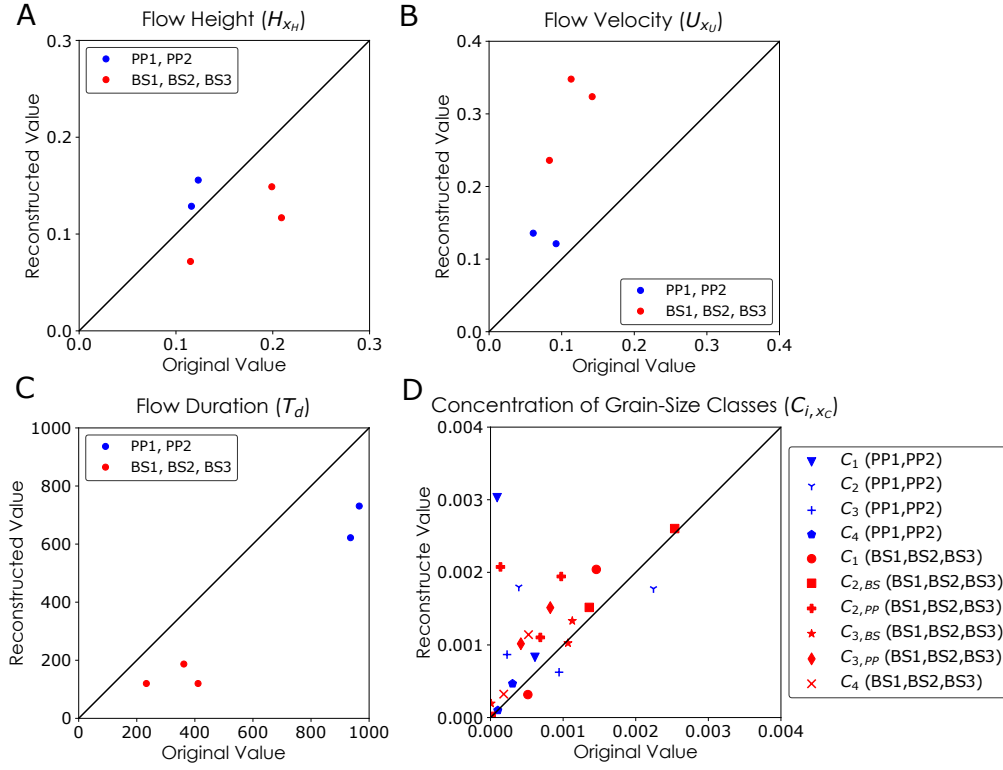 A
Flow Height (H_{x_H})
0.3
0.2
0.1
0.0
0.0 0.1 0.2 0.3
Reconstructed Value
Original Value
PP1, PP2
BS1, BS2, BS3
B
Flow Velocity (U_{x_U})
0.4
0.3
0.2
0.1
0.0
0.0 0.1 0.2 0.3 0.4
Reconstructed Value
Original Value
PP1, PP2
BS1, BS2, BS3
C
Flow Duration (T_d)
1000
800
600
400
200
0
0 200 400 600 800 1000
Reconstructed Value
Original Value
PP1, PP2
BS1, BS2, BS3
D
Concentration of Grain-Size Classes (C_{i, x_C})
0.004
0.003
0.002
0.001
0.000
0.000 0.001 0.002 0.003 0.004
Reconstructe Value
Original Value
C_1 (PP1,PP2)
C_2 (PP1,PP2)
C_3 (PP1,PP2)
C_4 (PP1,PP2)
C_1 (BS1,BS2,BS3)
C_{2,BS} (BS1,BS2,BS3)
C_{2,PP} (BS1,BS2,BS3)
C_{3,BS} (BS1,BS2,BS3)
C_{3,PP} (BS1,BS2,BS3)
C_4 (BS1,BS2,BS3)